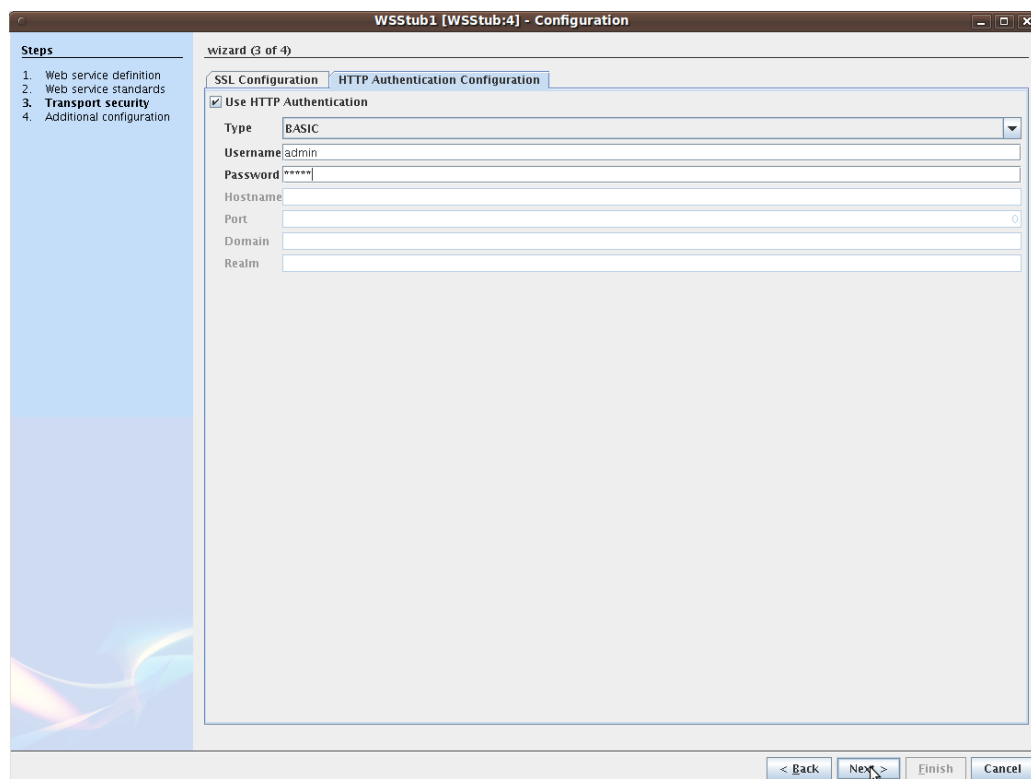 WSStub1 [WSStub:4] - Configuration
Steps
1. Web service definition
2. Web service standards
3. Transport security
4. Additional configuration
wizard (3 of 4)
SSL Configuration HTTP Authentication Configuration
Use HTTP Authentication
Type BASIC
Username admin
Password *****
Hostname
Port 0
Domain
Realm
< Back Next > Finish Cancel